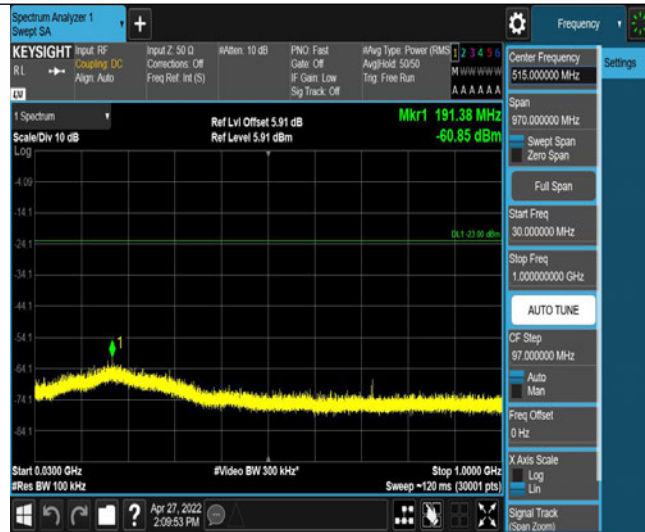 Spectrum Analyzer 1
Swept SA
+
Frequency
Settings
KEYSIGHT
RL
Input: RF
Coupling: DC
Align: Auto
Input Z: 50 Ω
Corrections: Off
Freq Ref: Int (S)
#Atten: 10 dB
PNO: Fast
Gate: Off
IF Gain: Low
Sig Track: Off
#Avg Type: Power (RMS
Avg|Hold: 50/50
Trig: Free Run
1 2 3 4 5 6
M W W W W W
A A A A A A
1 Spectrum
Scale/Div 10 dB
Log
Ref Lvl Offset 5.91 dB
Ref Level 5.91 dBm
Mkr1 191.38 MHz
-60.85 dBm
-4.09
-14.1
DL1 -23.00 dBm
-24.1
-34.1
-44.1
-54.1
1
-64.1
-74.1
-84.1
Start 0.0300 GHz
#Res BW 100 kHz
#Video BW 300 kHz*
Stop 1.0000 GHz
Sweep ~120 ms (30001 pts)
?
Apr 27, 2022
2:09:53 PM
Center Frequency
515.000000 MHz
Span
970.000000 MHz
Swept Span
Zero Span
Full Span
Start Freq
30.000000 MHz
Stop Freq
1.000000000 GHz
AUTO TUNE
CF Step
97.000000 MHz
Auto
Man
Freq Offset
0 Hz
X Axis Scale
Log
Lin
Signal Track
(Span Zoom)